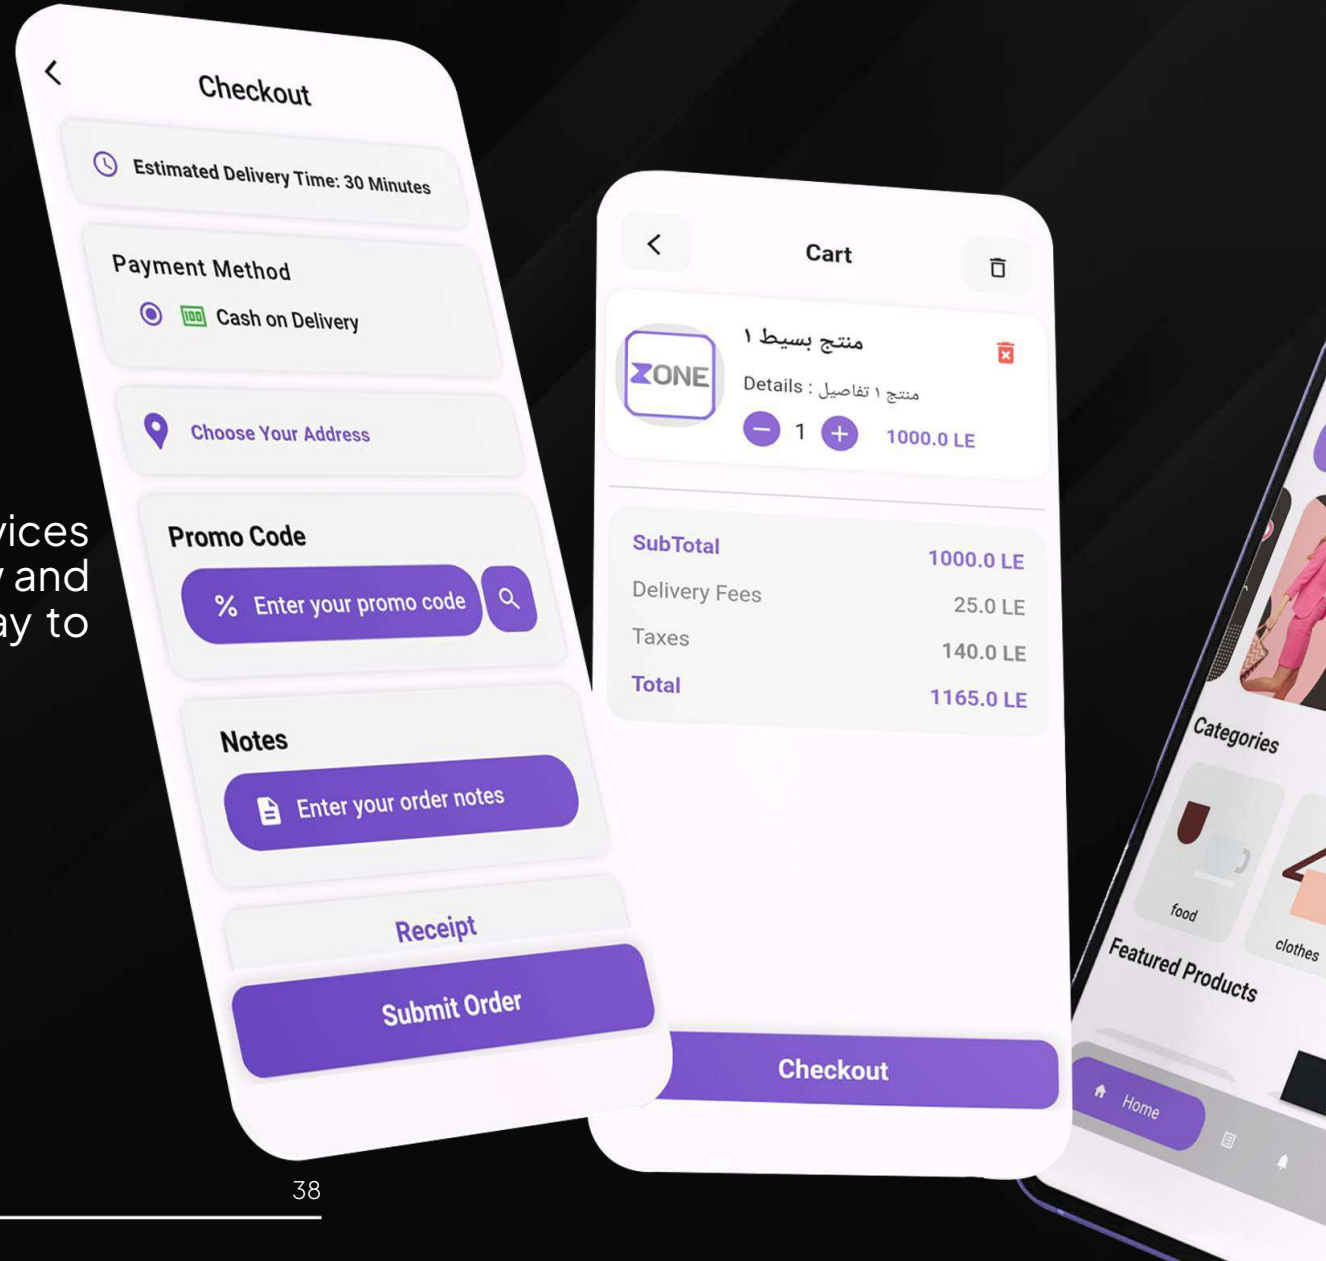 Checkout
Estimated Delivery Time: 30 Minutes
Payment Method
100
Cash on Delivery
Choose Your Address
Promo Code
% Enter your promo code
Notes
Enter your order notes
Receipt
Submit Order
and
to
38
Cart
ZONE
منتج بسيط ١
Details : منتج ١ تفاصيل
1
1000.0 LE
SubTotal 1000.0 LE
Delivery Fees 25.0 LE
Taxes 140.0 LE
Total 1165.0 LE
Checkout
Categories
food
clothes
Featured Products
Home